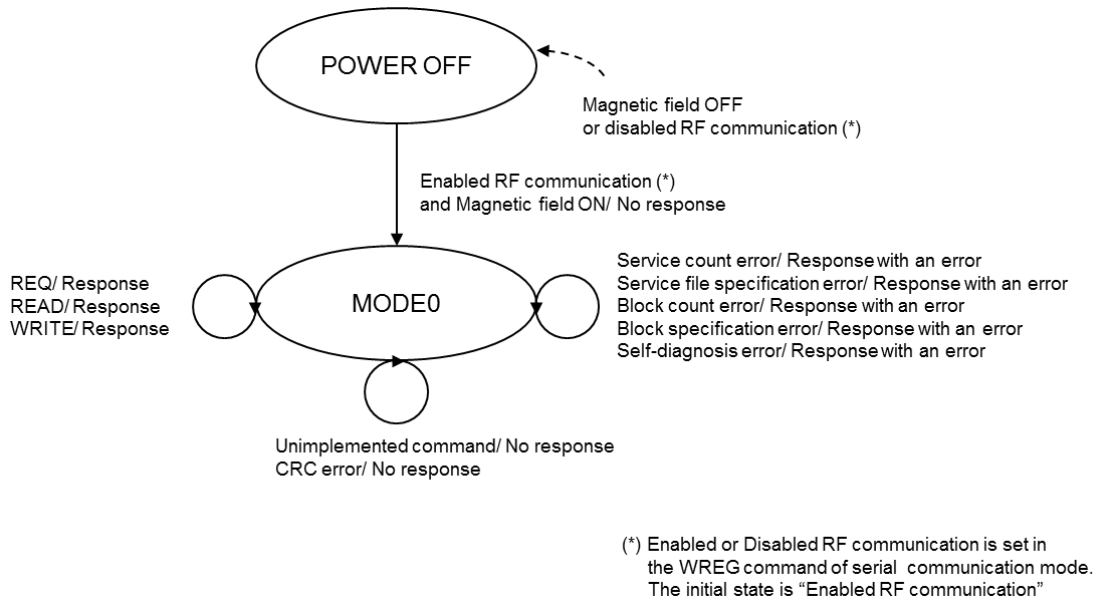 POWER OFF
Magnetic field OFF
or disabled RF communication (*)
Enabled RF communication (*)
and Magnetic field ON/ No response
REQ/ Response
READ/ Response
WRITE/ Response
MODE0
Service count error/ Response with an error
Service file specification error/ Response with an error
Block count error/ Response with an error
Block specification error/ Response with an error
Self-diagnosis error/ Response with an error
Unimplemented command/ No response
CRC error/ No response
(*) Enabled or Disabled RF communication is set in
the WREG command of serial communication mode.
The initial state is “Enabled RF communication”